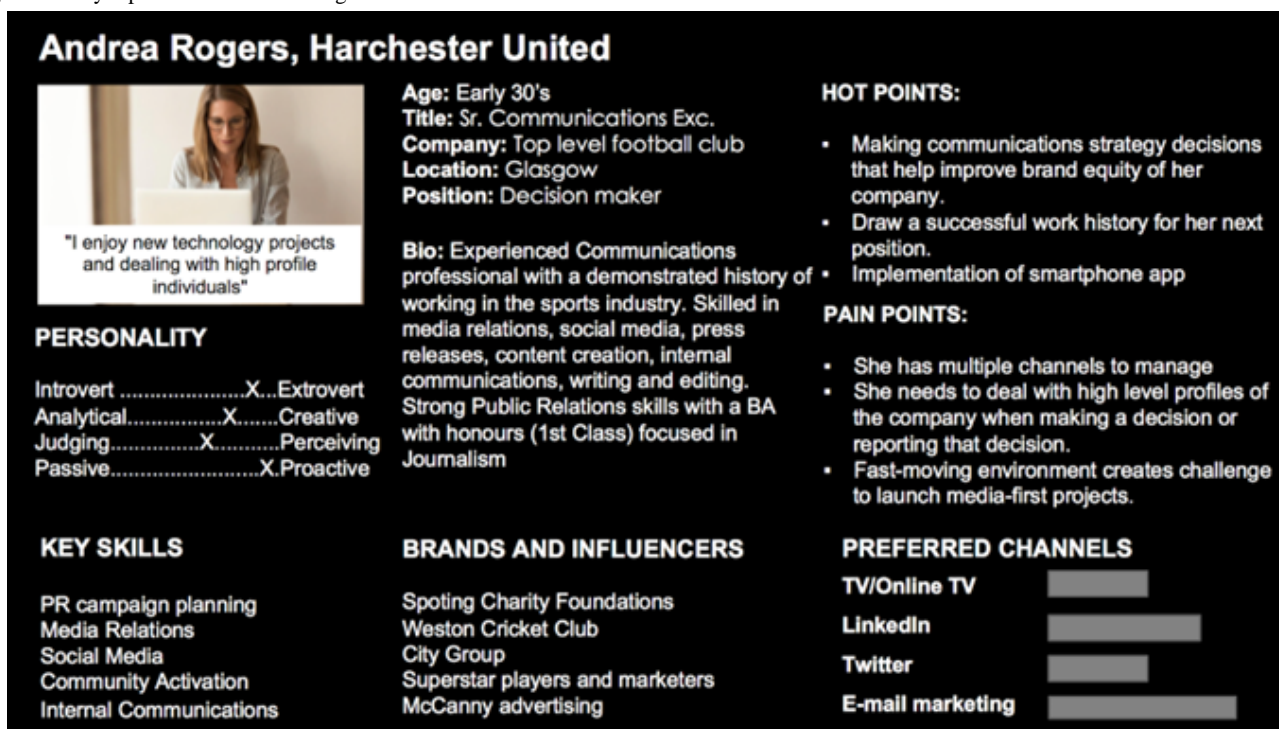 Andrea Rogers, Harchester United
"I enjoy new technology projects
and dealing with high profile
individuals"
PERSONALITY
Introvert ......................X...Extrovert
Analytical.................X.......Creative
Judging...............X...........Perceiving
Passive..........................X.Proactive
Age: Early 30's
Title: Sr. Communications Exc.
Company: Top level football club
Location: Glasgow
Position: Decision maker
Bio: Experienced Communications
professional with a demonstrated history of
working in the sports industry. Skilled in
media relations, social media, press
releases, content creation, internal
communications, writing and editing.
Strong Public Relations skills with a BA
with honours (1st Class) focused in
Journalism
HOT POINTS:
▪ Making communications strategy decisions
that help improve brand equity of her
company.
▪ Draw a successful work history for her next
position.
▪ Implementation of smartphone app
PAIN POINTS:
▪ She has multiple channels to manage
▪ She needs to deal with high level profiles of
the company when making a decision or
reporting that decision.
▪ Fast-moving environment creates challenge
to launch media-first projects.
KEY SKILLS
PR campaign planning
Media Relations
Social Media
Community Activation
Internal Communications
BRANDS AND INFLUENCERS
Spoting Charity Foundations
Weston Cricket Club
City Group
Superstar players and marketers
McCanny advertising
PREFERRED CHANNELS
TV/Online TV
LinkedIn
Twitter
E-mail marketing